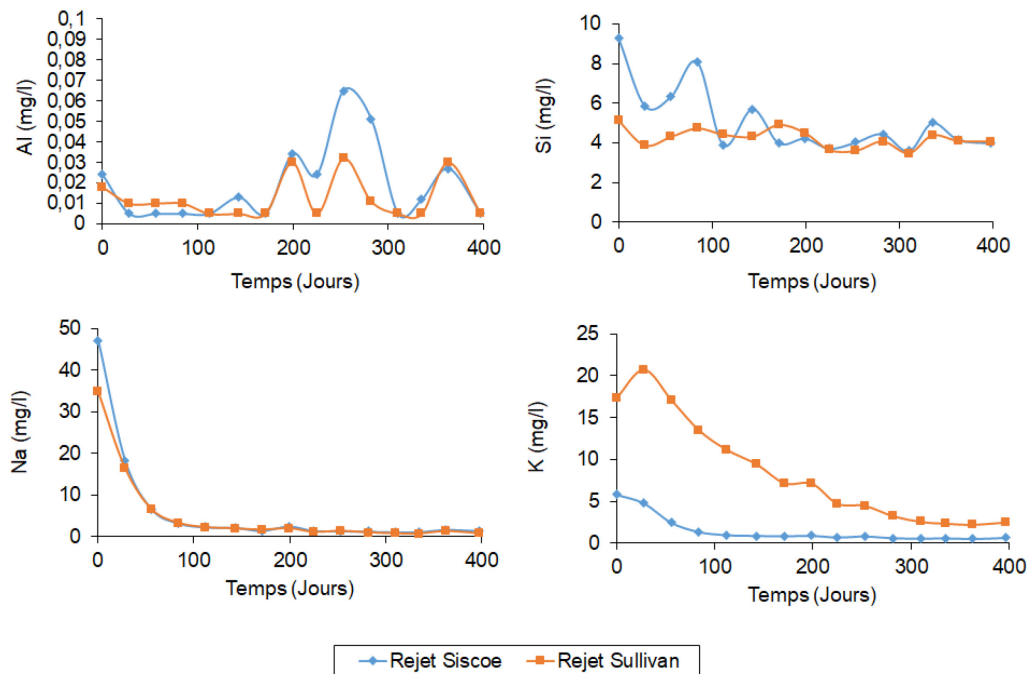 Al (mg/l)
0,1
0,09
0,08
0,07
0,06
0,05
0,04
0,03
0,02
0,01
0
0 100 200 300 400
Temps (Jours)
Si (mg/l)
10
8
6
4
2
0
0 100 200 300 400
Temps (Jours)
Na (mg/l)
50
40
30
20
10
0
0 100 200 300 400
Temps (Jours)
K (mg/l)
25
20
15
10
5
0
0 100 200 300 400
Temps (Jours)
Rejet Siscoe Rejet Sullivan